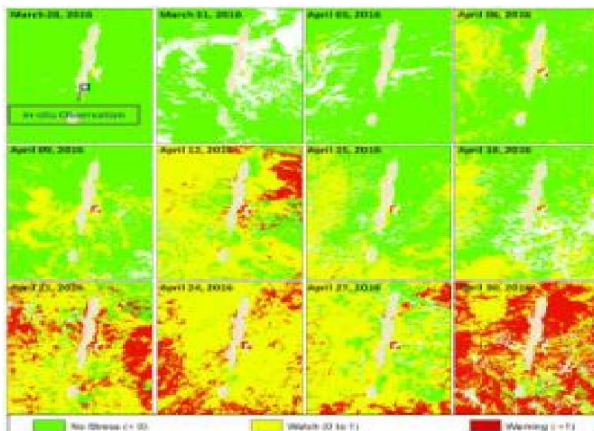 March 28, 2016
March 31, 2016
April 03, 2016
April 06, 2016
In-situ Observation
April 09, 2016
April 12, 2016
April 15, 2016
April 18, 2016
April 21, 2016
April 24, 2016
April 27, 2016
April 30, 2016
No Stress (< 0)
Watch (0 to 1)
Warning (>1)